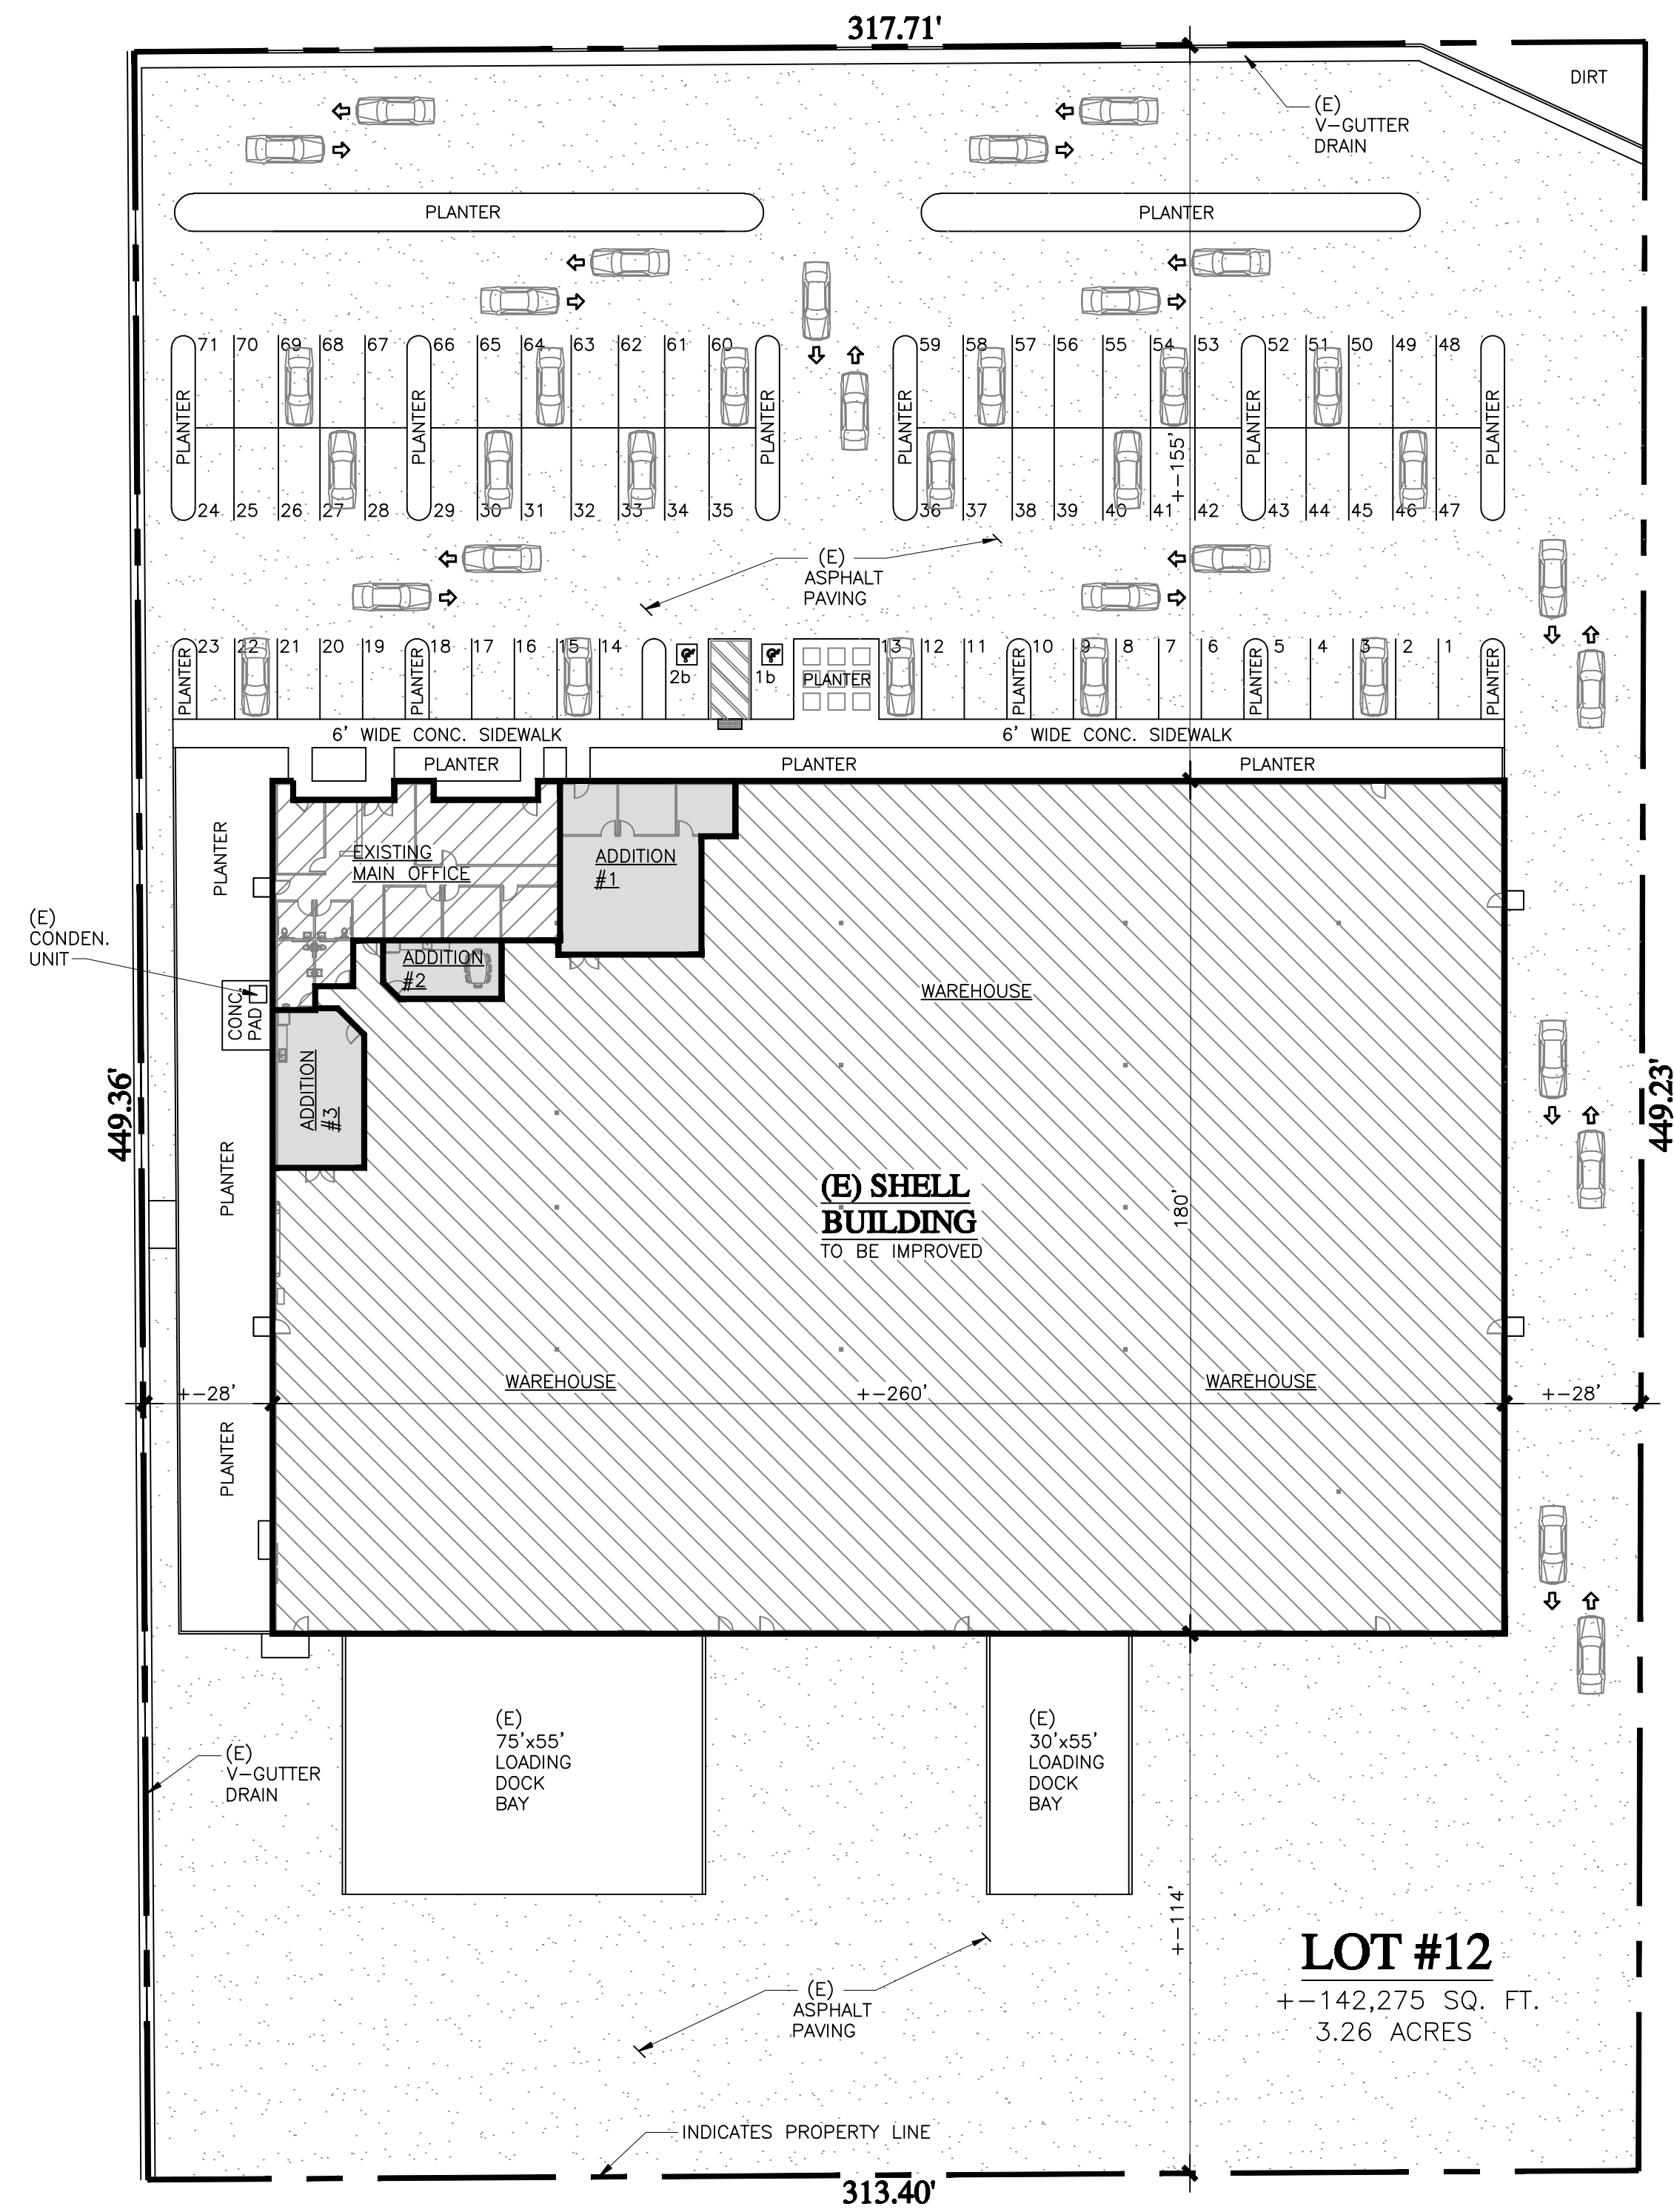 317.71'
DIRT
(E)
V-GUTTER
DRAIN
PLANTER
PLANTER
71 70 69 68 67 66 65 64 63 62 61 60 59 58 57 56 55 54 53 52 51 50 49 48
PLANTER
PLANTER
PLANTER
PLANTER
PLANTER
PLANTER
+-155'
24 25 26 27 28 29 30 31 32 33 34 35 36 37 38 39 40 41 42 43 44 45 46 47
(E)
ASPHALT
PAVING
23 22 21 20 19 18 17 16 15 14 13 12 11 10 9 8 7 6 5 4 3 2 1
2b
1b
PLANTER
PLANTER
PLANTER
PLANTER
PLANTER
PLANTER
6' WIDE CONC. SIDEWALK
6' WIDE CONC. SIDEWALK
PLANTER
PLANTER
PLANTER
PLANTER
EXISTING
MAIN OFFICE
ADDITION
#1
(E)
CONDEN.
UNIT
ADDITION
#2
CONC.
PAD
WAREHOUSE
ADDITION
#3
449.36'
449.23'
PLANTER
(E) SHELL
BUILDING
TO BE IMPROVED
180'
WAREHOUSE
WAREHOUSE
+-28'
+-260'
+-28'
PLANTER
(E)
75'x55'
LOADING
DOCK
BAY
(E)
30'x55'
LOADING
DOCK
BAY
(E)
V-GUTTER
DRAIN
+-114'
LOT #12
+-142,275 SQ. FT.
3.26 ACRES
(E)
ASPHALT
PAVING
INDICATES PROPERTY LINE
313.40'